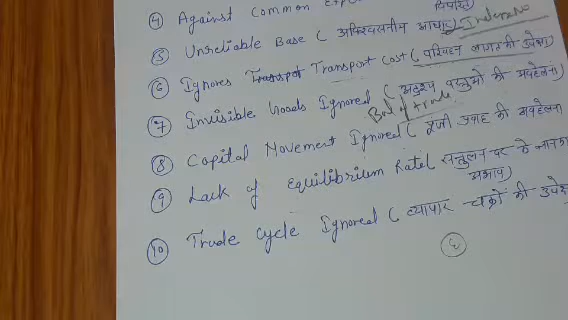 ④ Against Common
विपरीत)
⑤ Unreliable Base ( अविश्वसनीय आधार)
⑥ Ignores Transport Cost ( परिवहन लागत की उपेक्षा)
⑦ Invisible Goods Ignored ( अदृश्य वस्तुओं की अवहेलना)
Bal of trade
⑧ Capital Movement Ignored ( पूंजी प्रवाह की अवहेलना
⑨ Lack of Equilibrium Rate( सन्तुलन दर के
अभाव)
⑩ Trade Cycle Ignored ( व्यापार चक्रों की उपेक्षा